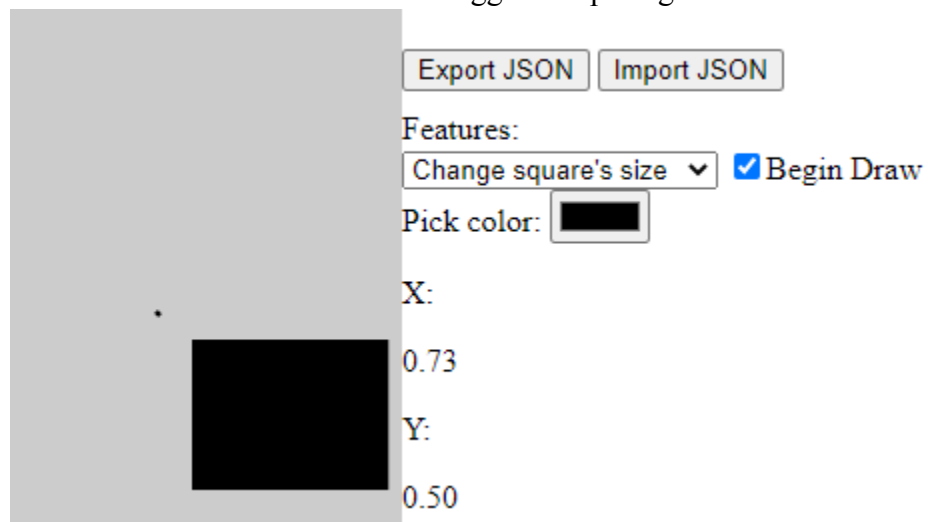 Export JSON Import JSON
Features:
Change square's size Begin Draw
Pick color:
X:
0.73
Y:
0.50